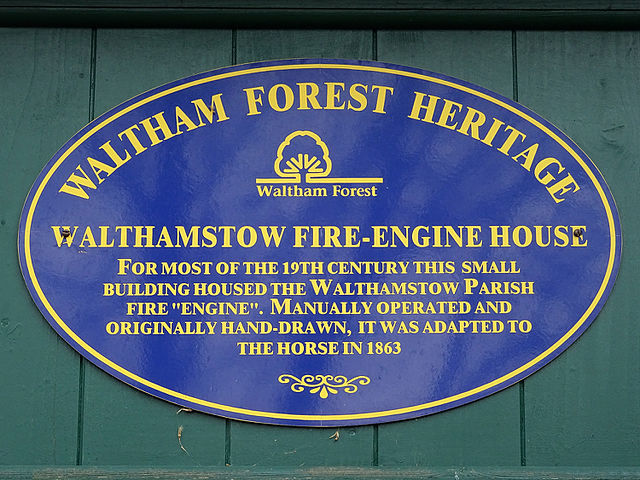 WALTHAM FOREST HERITAGE
Waltham Forest
WALTHAMSTOW FIRE-ENGINE HOUSE
FOR MOST OF THE 19TH CENTURY THIS SMALL
BUILDING HOUSED THE WALTHAMSTOW PARISH
FIRE "ENGINE". MANUALLY OPERATED AND
ORIGINALLY HAND-DRAWN, IT WAS ADAPTED TO
THE HORSE IN 1863